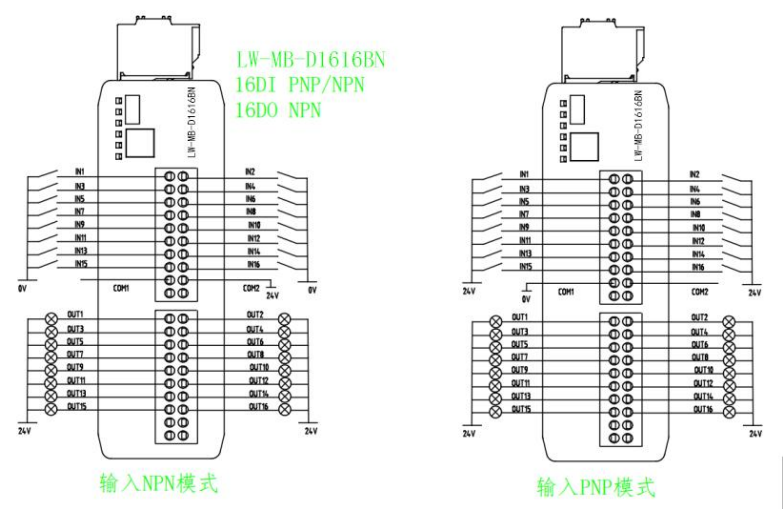 LW-MB-D1616BN
16DI PNP/NPN
16DO NPN
LW-MB-D1616BN
IN1
IN2
IN3
IN4
IN5
IN6
IN7
IN8
IN9
IN10
IN11
IN12
IN13
IN14
IN15
IN16
0V
COM1
COM2
24V
0V
OUT1
OUT2
OUT3
OUT4
OUT5
OUT6
OUT7
OUT8
OUT9
OUT10
OUT11
OUT12
OUT13
OUT14
OUT15
OUT16
24V
24V
输入NPN模式
LW-MB-D1616BN
IN1
IN2
IN3
IN4
IN5
IN6
IN7
IN8
IN9
IN10
IN11
IN12
IN13
IN14
IN15
IN16
24V
0V
COM1
COM2
24V
OUT1
OUT2
OUT3
OUT4
OUT5
OUT6
OUT7
OUT8
OUT9
OUT10
OUT11
OUT12
OUT13
OUT14
OUT15
OUT16
24V
24V
输入PNP模式